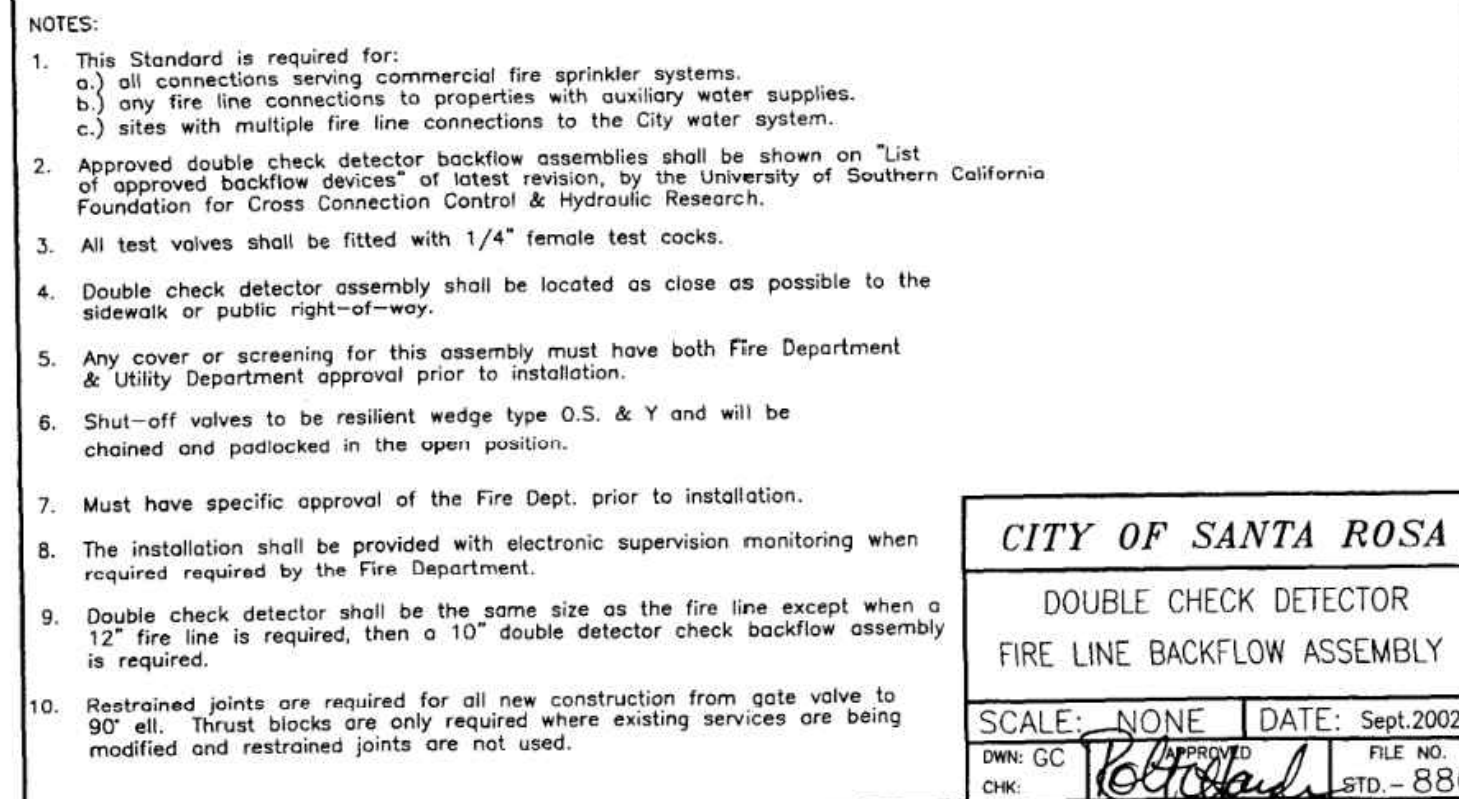 NOTES:
1. This Standard is required for:
a.) all connections serving commercial fire sprinkler systems.
b.) any fire line connections to properties with auxiliary water supplies.
c.) sites with multiple fire line connections to the City water system.
2. Approved double check detector backflow assemblies shall be shown on "List
of approved backflow devices" of latest revision, by the University of Southern California
Foundation for Cross Connection Control & Hydraulic Research.
3. All test valves shall be fitted with 1/4" female test cocks.
4. Double check detector assembly shall be located as close as possible to the
sidewalk or public right-of-way.
5. Any cover or screening for this assembly must have both Fire Department
& Utility Department approval prior to installation.
6. Shut-off valves to be resilient wedge type O.S. & Y and will be
chained and padlocked in the open position.
7. Must have specific approval of the Fire Dept. prior to installation.
8. The installation shall be provided with electronic supervision monitoring when
required required by the Fire Department.
9. Double check detector shall be the same size as the fire line except when a
12" fire line is required, then a 10" double detector check backflow assembly
is required.
10. Restrained joints are required for all new construction from gate valve to
90° ell. Thrust blocks are only required where existing services are being
modified and restrained joints are not used.
CITY OF SANTA ROSA
DOUBLE CHECK DETECTOR
FIRE LINE BACKFLOW ASSEMBLY
SCALE: NONE DATE: Sept.2002
DWN: GC APPROVED FILE NO.
CHK: STD.- 88